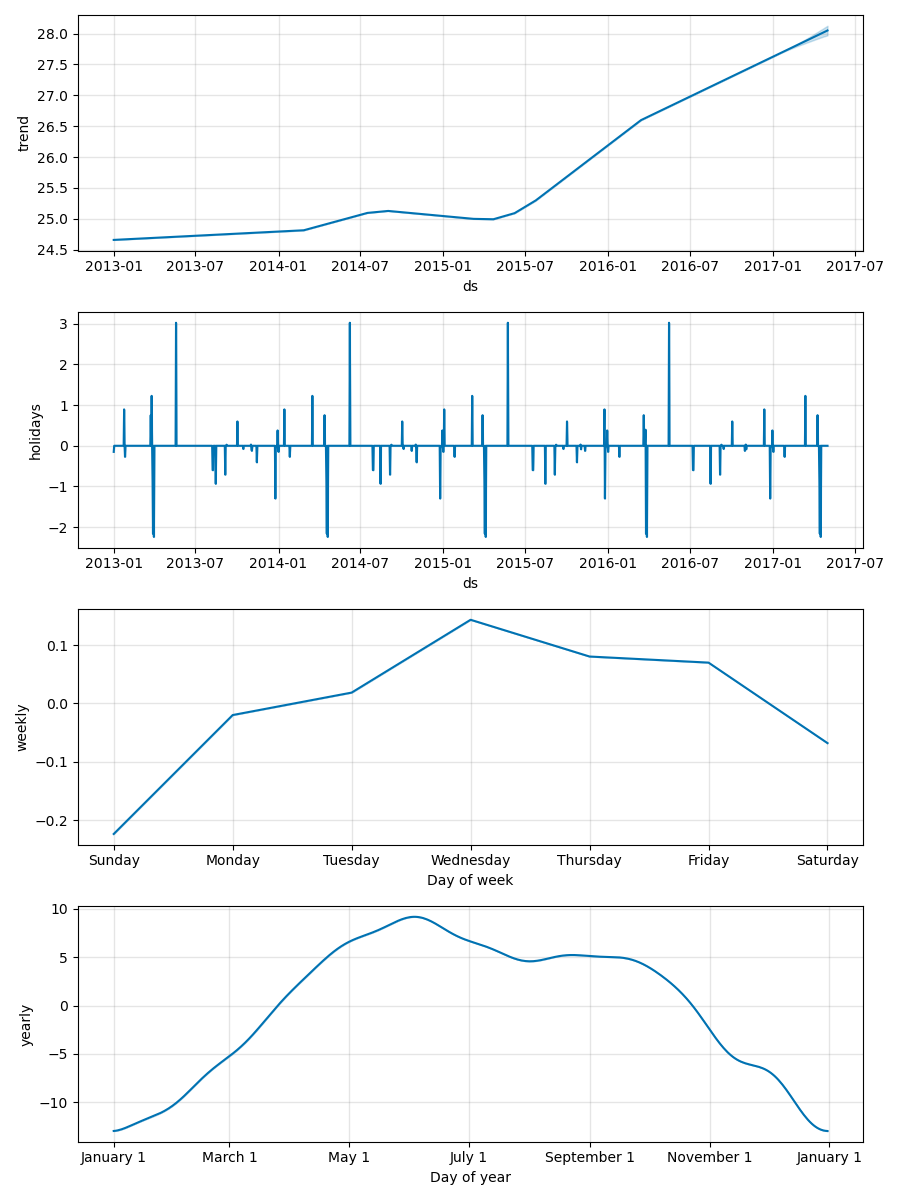 28.0
27.5
27.0
26.5
26.0
25.5
25.0
24.5
trend
2013-01 2013-07 2014-01 2014-07 2015-01 2015-07 2016-01 2016-07 2017-01 2017-07
ds
3
2
1
0
−1
−2
holidays
2013-01 2013-07 2014-01 2014-07 2015-01 2015-07 2016-01 2016-07 2017-01 2017-07
ds
0.1
0.0
−0.1
−0.2
weekly
Sunday Monday Tuesday Wednesday Thursday Friday Saturday
Day of week
10
5
0
−5
−10
yearly
January 1 March 1 May 1 July 1 September 1 November 1 January 1
Day of year